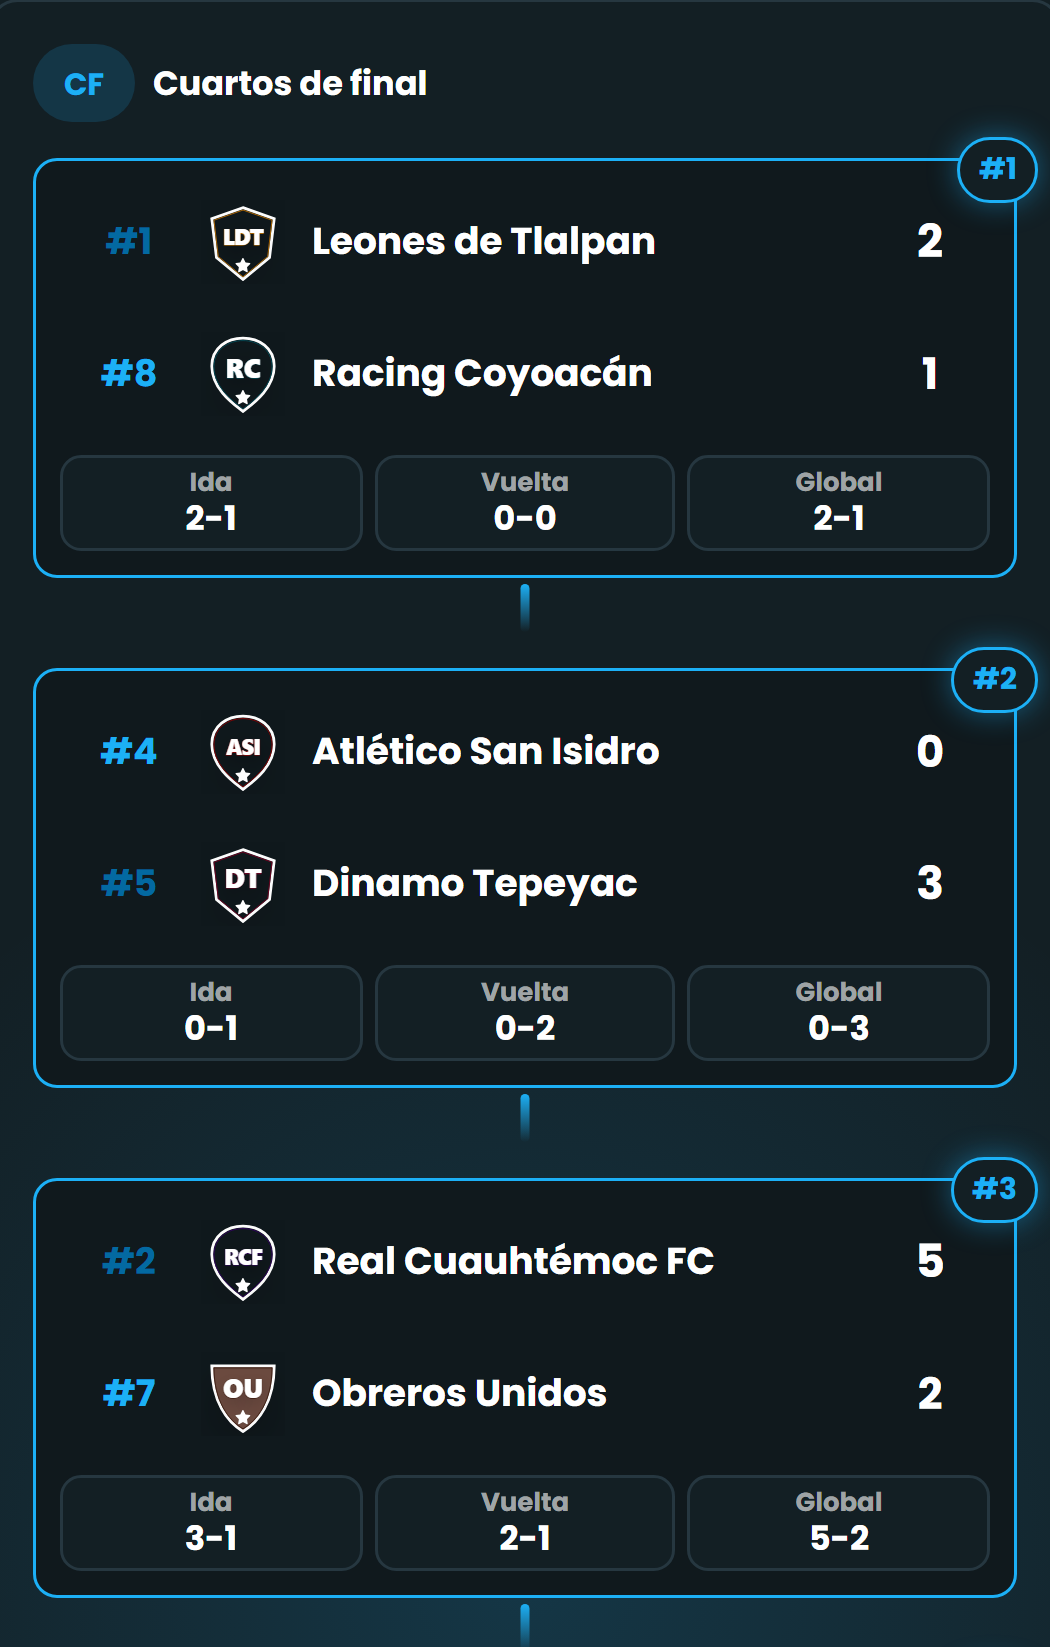 CF Cuartos de final
#1
#1 LDT Leones de Tlalpan 2
#8 RC Racing Coyoacán 1
Ida Vuelta Global
2-1 0-0 2-1
#2
#4 ASI Atlético San Isidro 0
#5 DT Dinamo Tepeyac 3
Ida Vuelta Global
0-1 0-2 0-3
#3
#2 RCF Real Cuauhtémoc FC 5
#7 OU Obreros Unidos 2
Ida Vuelta Global
3-1 2-1 5-2